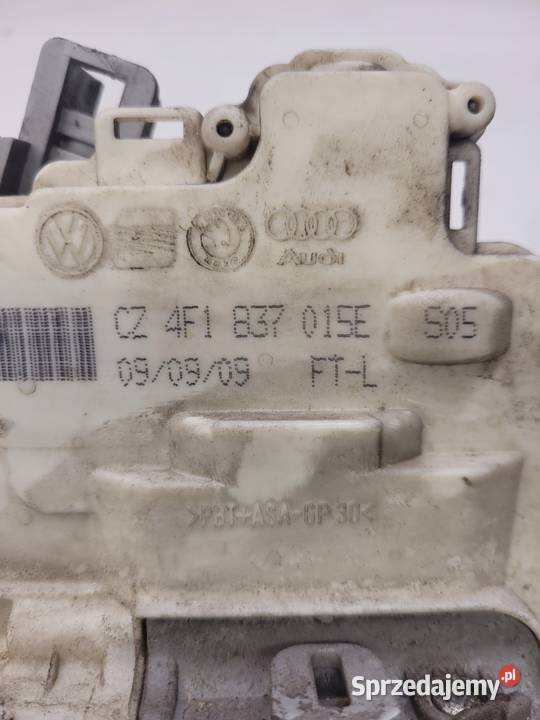 Audi
CZ 4F1 837 015E S05
09/09/09 FT-L
>PBT+ASA-GF30<
Sprzedajemy.pl